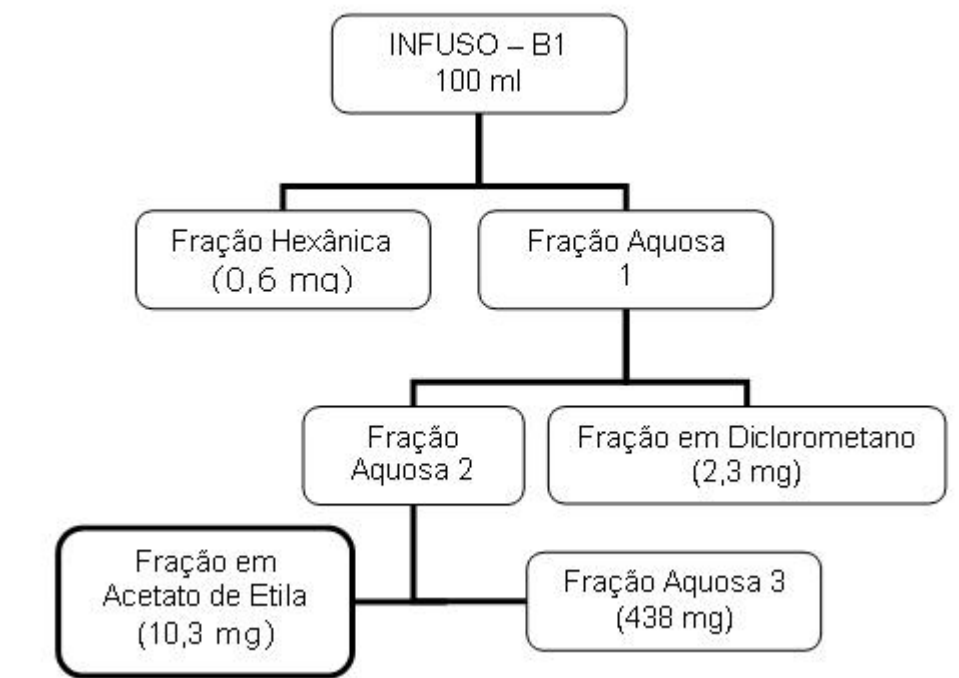 INFUSO – B1
100 ml
Fração Hexânica
(0,6 mg)
Fração Aquosa
1
Fração
Aquosa 2
Fração em Diclorometano
(2,3 mg)
Fração em
Acetato de Etila
(10,3 mg)
Fração Aquosa 3
(438 mg)